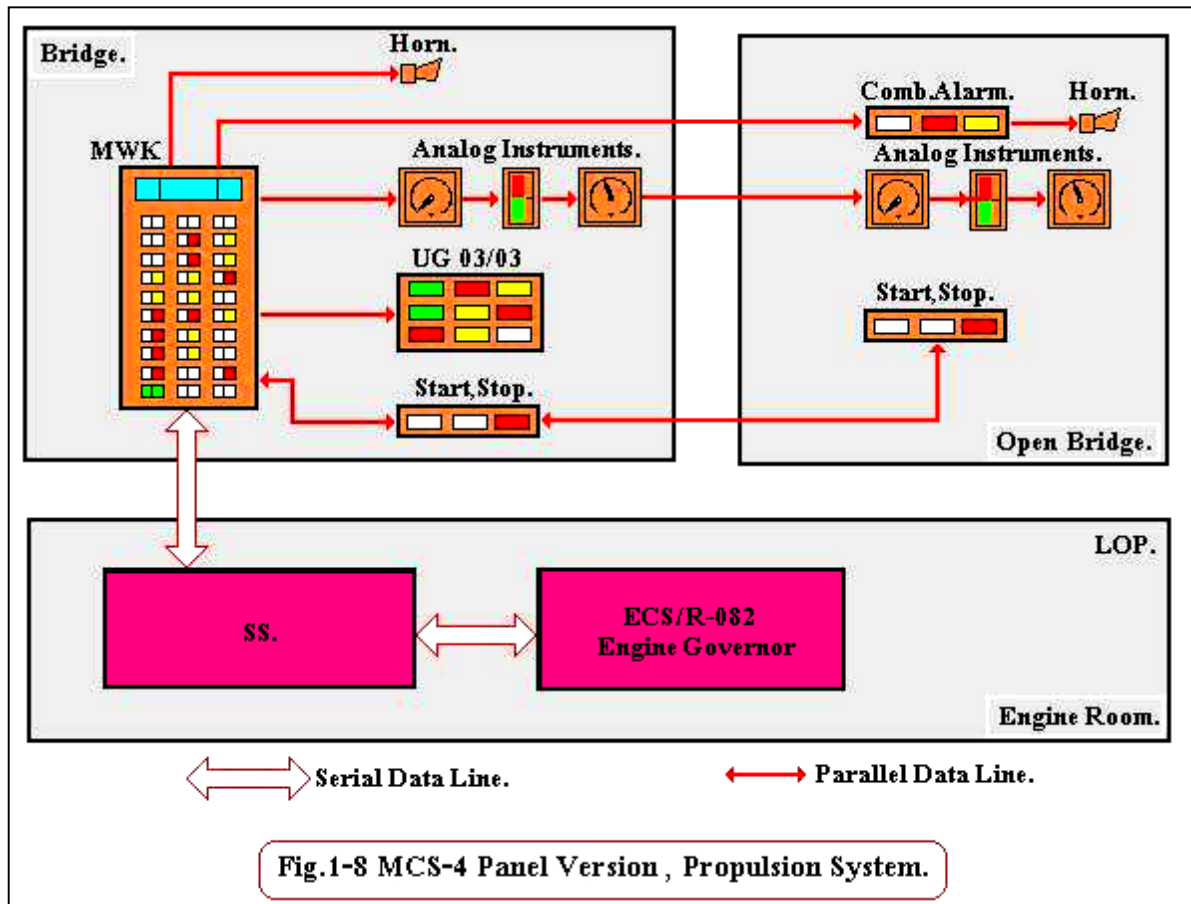 Bridge.
Horn.
MWK
Analog Instruments.
UG 03/03
Start,Stop.
Comb.Alarm.
Horn.
Analog Instruments.
Start,Stop.
Open Bridge.
LOP.
SS.
ECS/R-082
Engine Governor
Engine Room.
Serial Data Line.
Parallel Data Line.
Fig.1-8 MCS-4 Panel Version , Propulsion System.